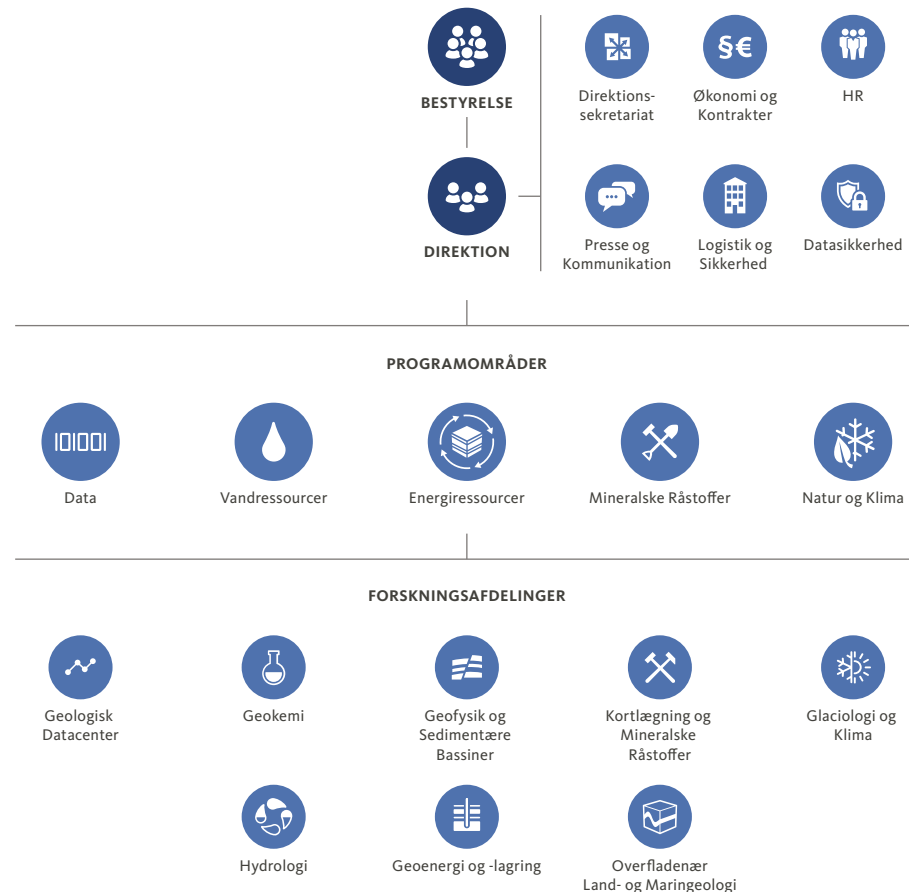 BESTYRELSE
Direktions-
sekretariat
Økonomi og
Kontrakter
§€
HR
DIREKTION
Presse og
Kommunikation
Logistik og
Sikkerhed
Datasikkerhed
PROGRAMOMRÅDER
101001
Data
Vandressourcer
Energiressourcer
Mineralske Råstoffer
Natur og Klima
FORSKNINGSAFDELINGER
Geologisk
Datacenter
Geokemi
Geofysik og
Sedimentære
Bassiner
Kortlægning og
Mineralske
Råstoffer
Glaciologi og
Klima
Hydrologi
Geoenergi og -lagring
Overfladenær
Land- og Maringeologi